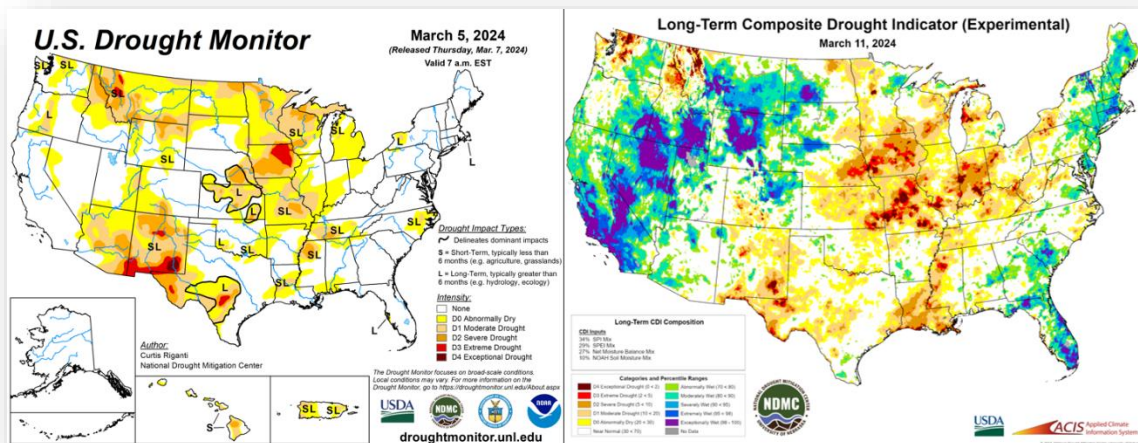 U.S. Drought Monitor
March 5, 2024
(Released Thursday, Mar. 7, 2024)
Valid 7 a.m. EST
SL
SL
SL
L
SL
SL
SL
L
L
SL
L
SL
L
SL
SL
SL
SL
L
SL
L
L
Drought Impact Types:
Delineates dominant impacts
S = Short-Term, typically less than
6 months (e.g. agriculture, grasslands)
L = Long-Term, typically greater than
6 months (e.g. hydrology, ecology)
Intensity:
None
D0 Abnormally Dry
D1 Moderate Drought
D2 Severe Drought
D3 Extreme Drought
D4 Exceptional Drought
Author:
Curtis Riganti
National Drought Mitigation Center
S
SL SL
The Drought Monitor focuses on broad-scale conditions.
Local conditions may vary. For more information on the
Drought Monitor, go to https://droughtmonitor.unl.edu/About.aspx
USDA
NDMC
NOAA
droughtmonitor.unl.edu
Long-Term Composite Drought Indicator (Experimental)
March 11, 2024
Long-Term CDI Composition
CDI Inputs
34% SPI Mix
29% SPEI Mix
27% Net Moisture Balance Mix
10% NOAH Soil Moisture Mix
Categories and Percentile Ranges
D4 Exceptional Drought (0 < 2)
D3 Extreme Drought (2 < 5)
D2 Severe Drought (5 < 10)
D1 Moderate Drought (10 < 20)
D0 Abnormally Dry (20 < 30)
Near Normal (30 < 70)
Abnormally Wet (70 < 80)
Moderately Wet (80 < 90)
Severely Wet (90 < 95)
Extremely Wet (95 < 98)
Exceptionally Wet (98 - 100)
No Data
NATIONAL DROUGHT MITIGATION CENTER
NDMC
UNIVERSITY OF NEBRASKA
USDA
ACIS Applied Climate
Information System